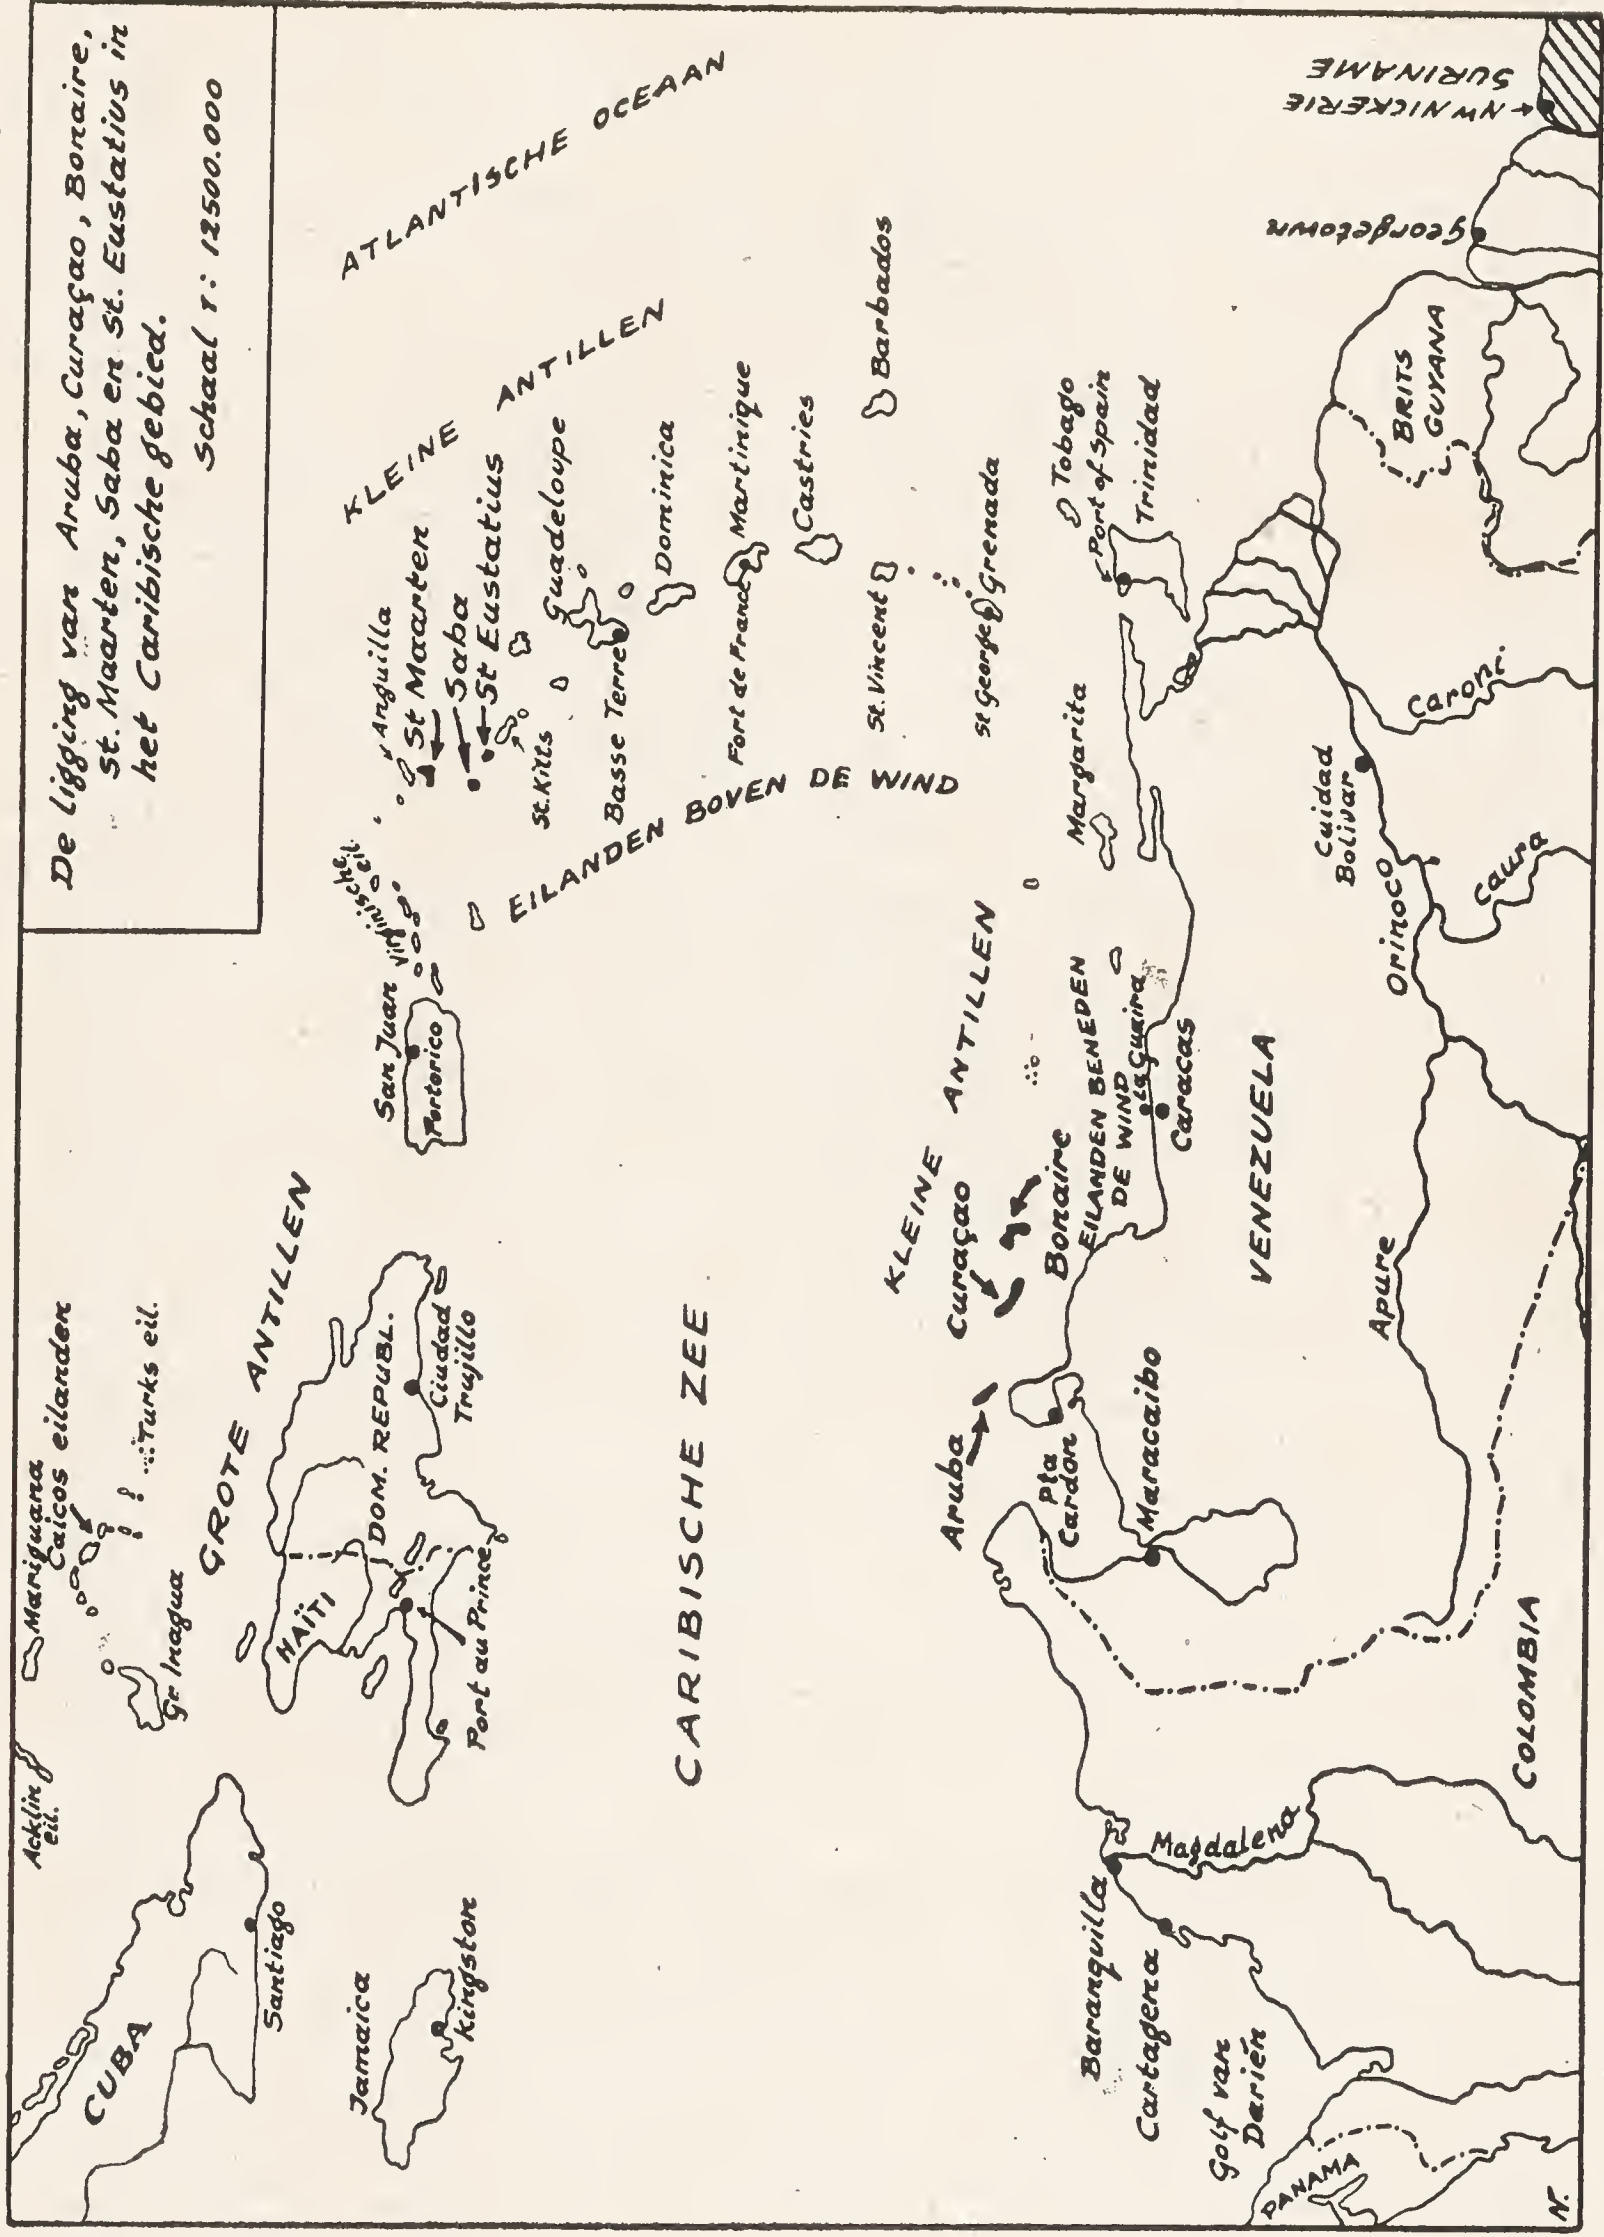 De ligging van Aruba, Curaçao, Bonaire,
St. Maarten, Saba en St. Eustatius in
het Caribische gebied.
Schaal 1: 12500.000
ATLANTISCHE OCEAAN
KLEINE ANTILLEN
Acklin
eil.
Mariguana
Caicos eilanden
Turks eil.
Gr Inagua
GROTE ANTILLEN
CUBA
Santiago
Jamaica
Kingston
HAÏTI
DOM. REPUBL.
Port au Prince
Ciudad
Trujillo
San Juan
Portorico
Virginische
eil.
Anguilla
St Maarten
Saba
St Eustatius
St. Kitts
Guadeloupe
Basse Terre
Dominica
Fort de France
Martinique
Castries
Barbados
St. Vincent
St George
Grenada
Tobago
Port of Spain
Trinidad
EILANDEN BOVEN DE WIND
CARIBISCHE ZEE
KLEINE ANTILLEN
Aruba
Curaçao
Bonaire
EILANDEN BENEDEN
DE WIND
Margarita
La Guaira
Caracas
Pta
Cardon
Maracaibo
VENEZUELA
Baranquilla
Cartagena
Magdalena
Golf van
Darién
PANAMA
COLOMBIA
Apure
Orinoco
Cuidad
Bolivar
Caura
Caroni
BRITS
GUYANA
Georgetown
NW NICKERIE
SURINAME
N.